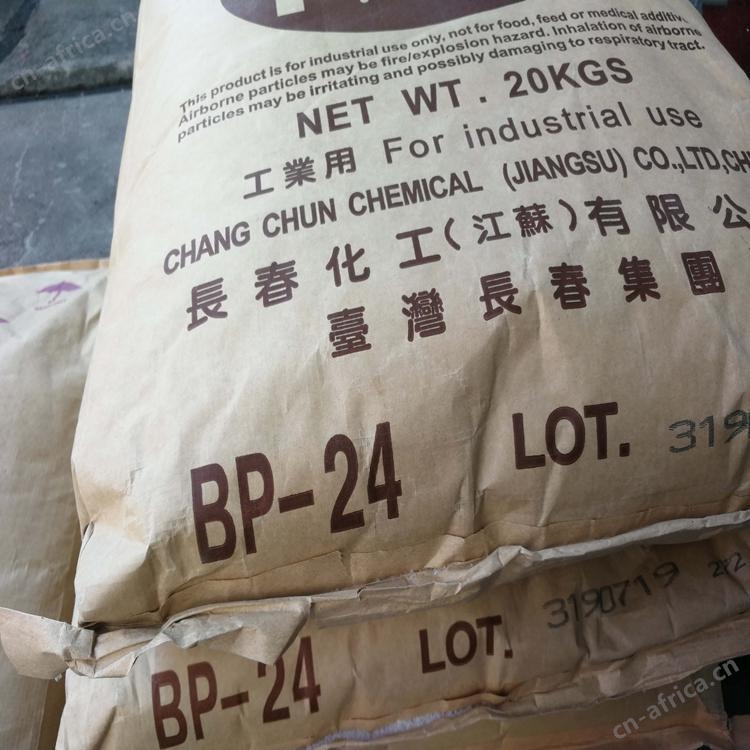 cn-africa.cn
This product is for industrial use only, not for food, feed or medical additive.
Airborne particles may be fire/explosion hazard. Inhalation of airborne
particles may be irritating and possibly damaging to respiratory tract.
NET WT. 20KGS
工業用 For industrial use
CHANG CHUN CHEMICAL (JIANGSU) CO.,LTD,CH
長春化工(江蘇)有限公
臺灣長春集團
BP-24 LOT. 319
BP-24 LOT. 3190719
cn-africa.cn